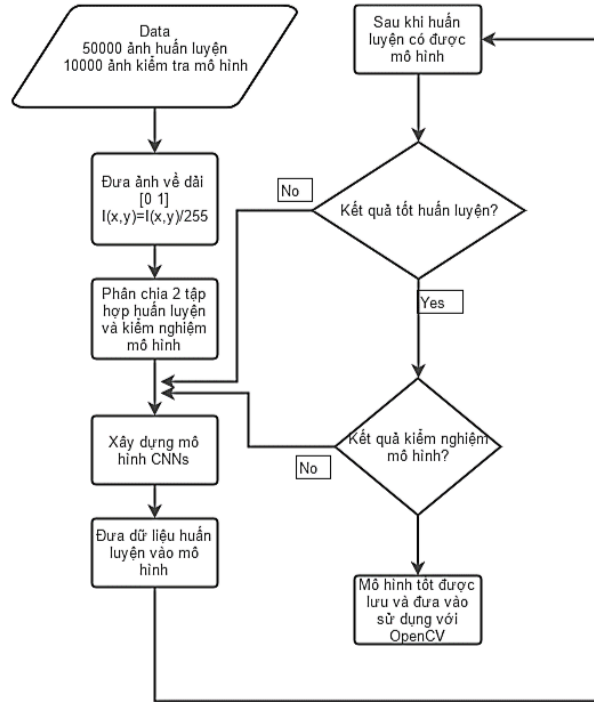 Data
50000 ảnh huấn luyện
10000 ảnh kiểm tra mô hình
Đưa ảnh về dải
[0 1]
I(x,y)=I(x,y)/255
Phân chia 2 tập
hợp huấn luyện
và kiểm nghiệm
mô hình
Xây dựng mô
hình CNNs
Đưa dữ liệu huấn
luyện vào mô
hình
Sau khi huấn
luyện có được
mô hình
Kết quả tốt huấn luyện?
No
Yes
Kết quả kiểm nghiệm
mô hình?
No
Mô hình tốt được
lưu và đưa vào
sử dụng với
OpenCV